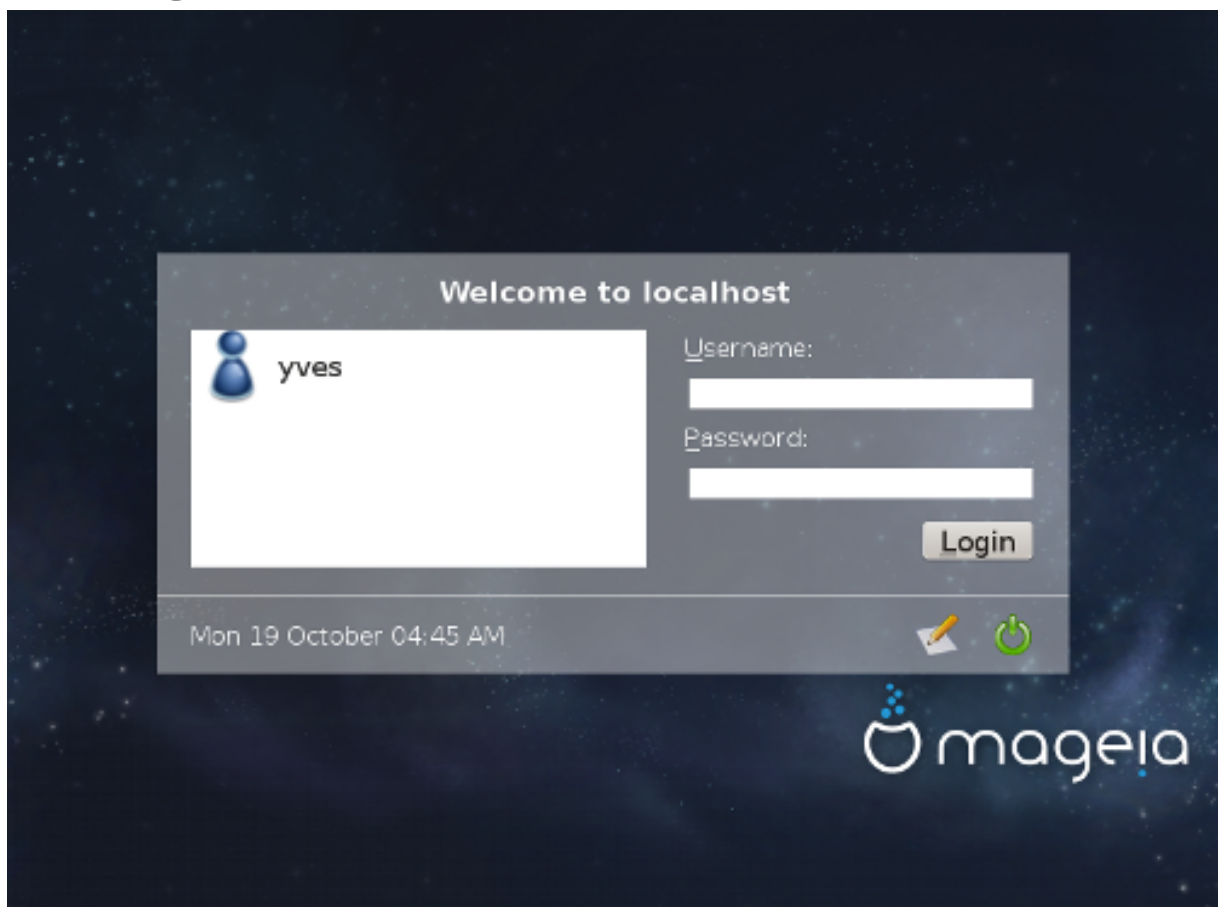 Welcome to localhost
yves
Username:
Password:
Login
Mon 19 October 04:45 AM
mageia